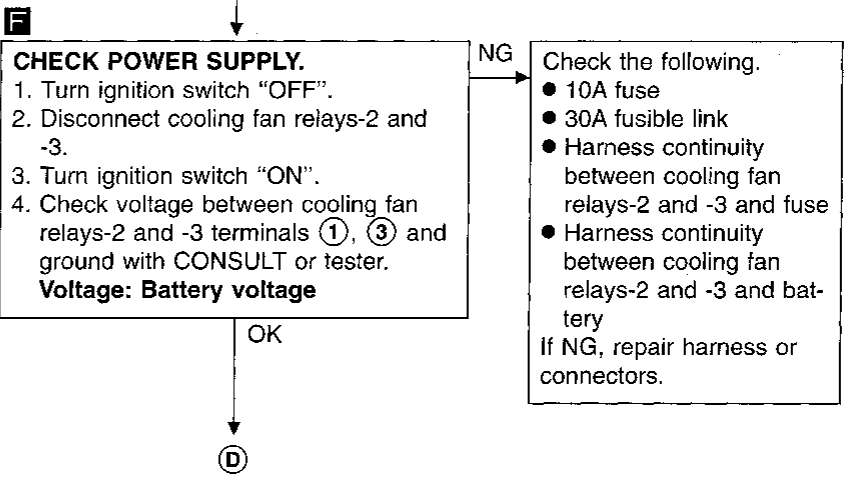 F
CHECK POWER SUPPLY.
1. Turn ignition switch “OFF”.
2. Disconnect cooling fan relays-2 and
-3.
3. Turn ignition switch “ON”.
4. Check voltage between cooling fan
relays-2 and -3 terminals ①, ③ and
ground with CONSULT or tester.
Voltage: Battery voltage
NG
Check the following.
● 10A fuse
● 30A fusible link
● Harness continuity
between cooling fan
relays-2 and -3 and fuse
● Harness continuity
between cooling fan
relays-2 and -3 and bat-
tery
If NG, repair harness or
connectors.
OK
Ⓓ